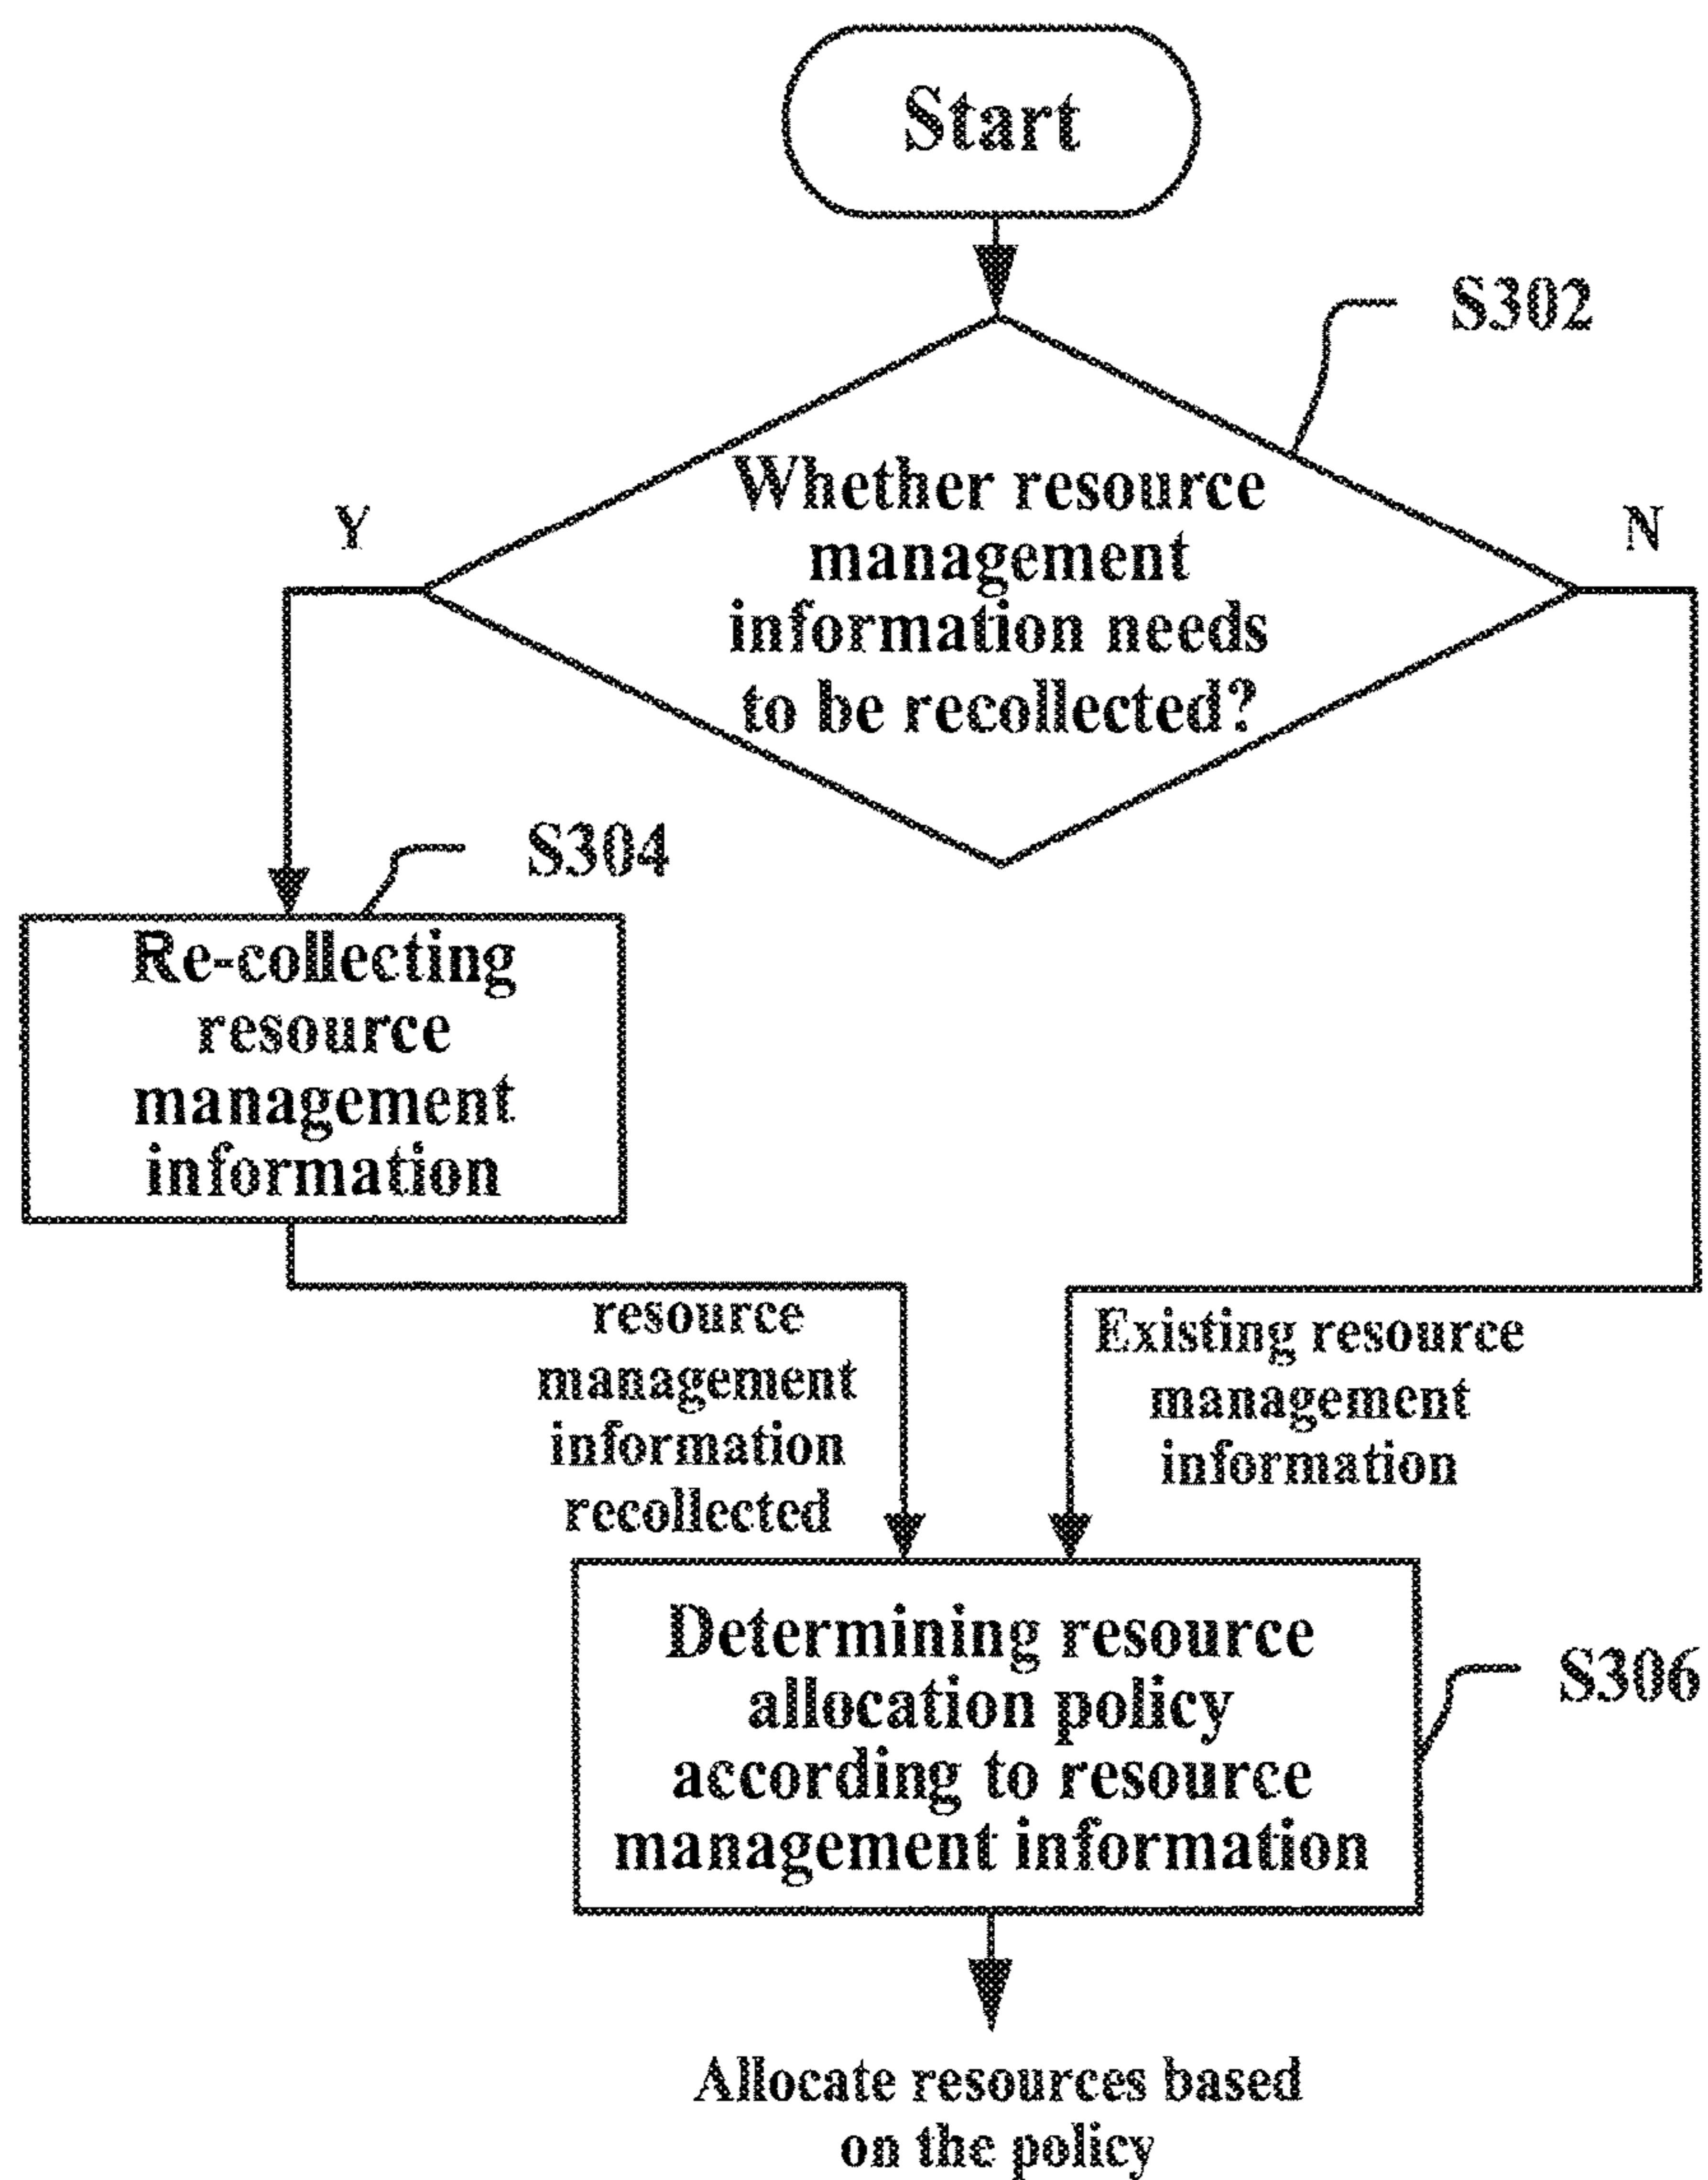 Start
S302
Whether resource
management
information needs
to be recollected?
Y
N
S304
Re-collecting
resource
management
information
resource
management
information
recollected
Existing resource
management
information
Determining resource
allocation policy
according to resource
management information
S306
Allocate resources based
on the policy